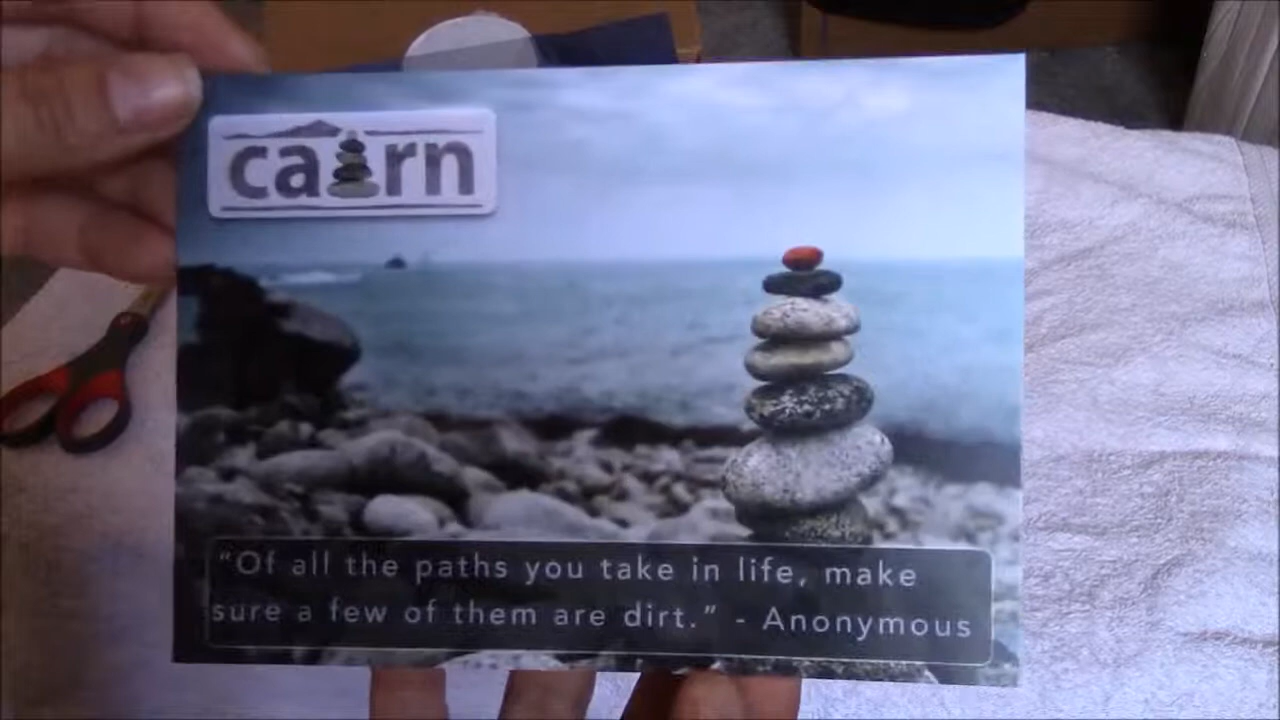 cairn
“Of all the paths you take in life, make
sure a few of them are dirt.” - Anonymous